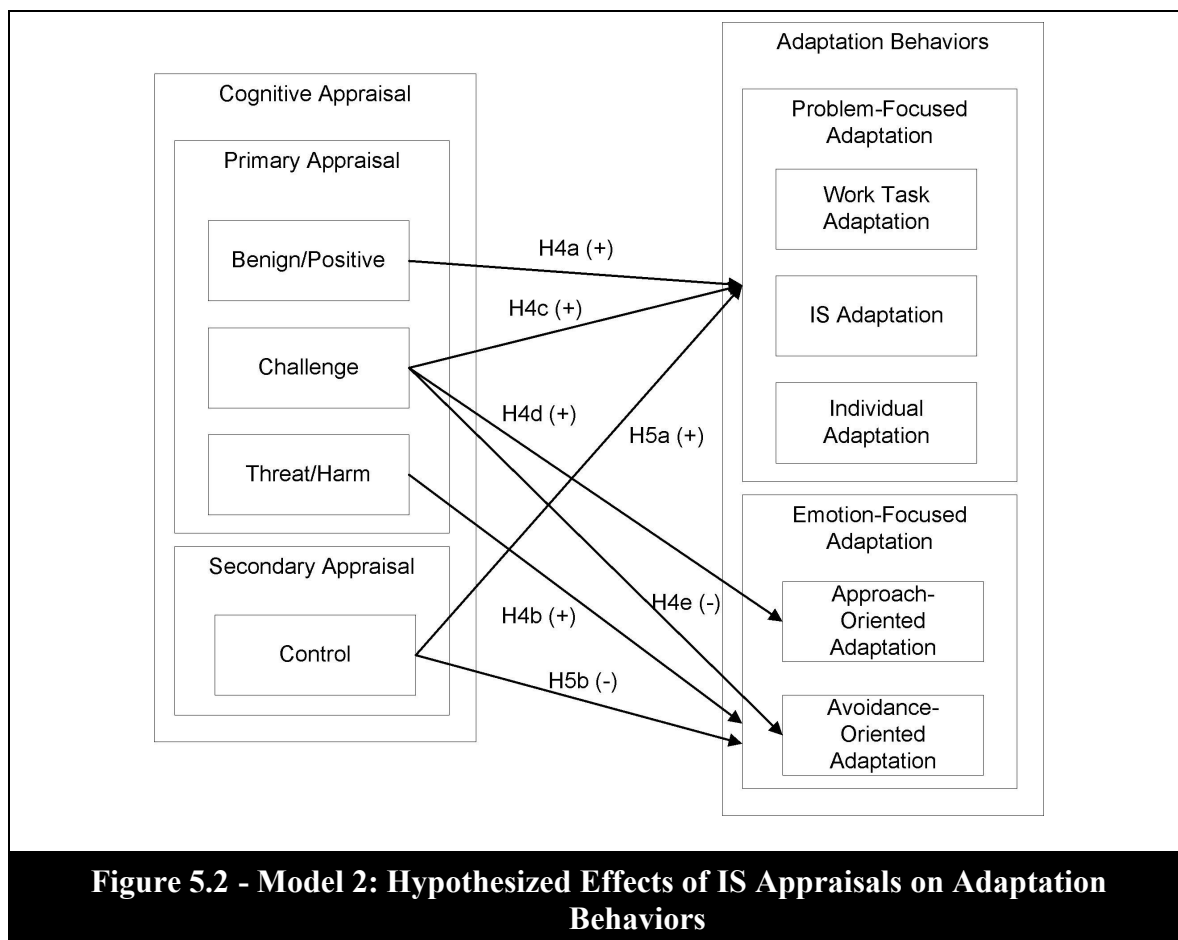 Adaptation Behaviors
Cognitive Appraisal
Problem-Focused
Adaptation
Primary Appraisal
Work Task
Adaptation
Benign/Positive
H4a (+)
H4c (+)
IS Adaptation
Challenge
H4d (+)
H5a (+)
Individual
Adaptation
Threat/Harm
Emotion-Focused
Adaptation
Secondary Appraisal
Approach-
Oriented
Adaptation
H4e (-)
H4b (+)
Control
H5b (-)
Avoidance-
Oriented
Adaptation
Figure 5.2 - Model 2: Hypothesized Effects of IS Appraisals on Adaptation
Behaviors